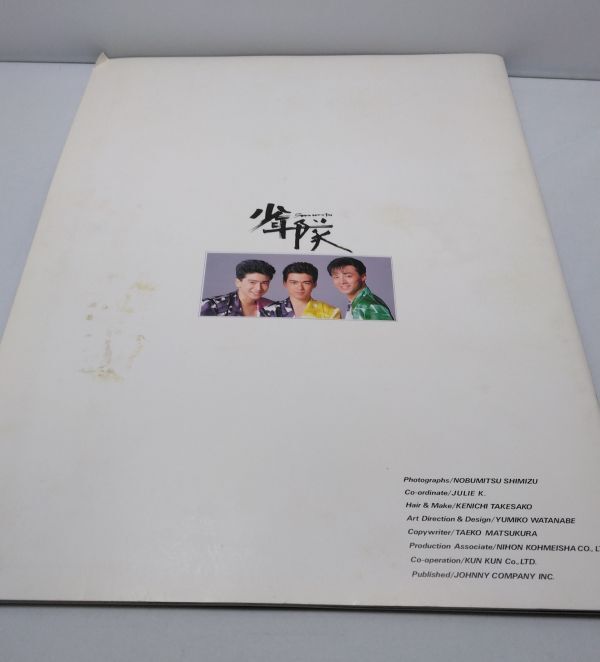 少年隊
Photographs/NOBUMITSU SHIMIZU
Co-ordinate/JULIE K.
Hair & Make/KENICHI TAKESAKO
Art Direction & Design/YUMIKO WATANABE
Copywriter/TAEKO MATSUKURA
Production Associate/NIHON KOHMEISHA CO., LT
Co-operation/KUN KUN Co., LTD.
Published/JOHNNY COMPANY INC.